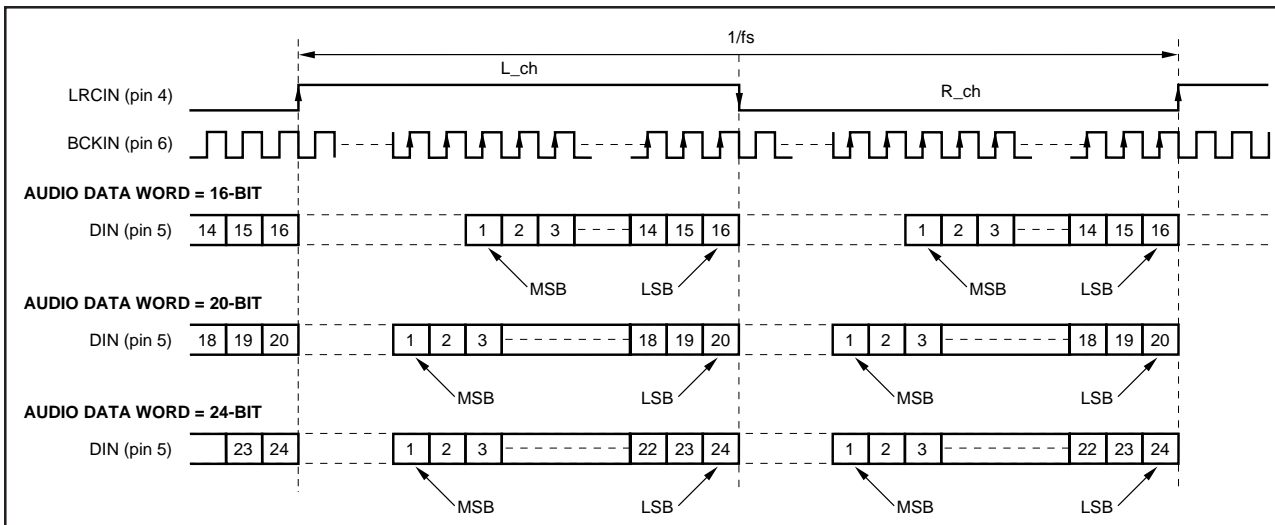 1/fs
L_ch
LRCIN (pin 4)
R_ch
BCKIN (pin 6)
AUDIO DATA WORD = 16-BIT
DIN (pin 5) 14 15 16 1 2 3 14 15 16 1 2 3 14 15 16
MSB LSB MSB LSB
AUDIO DATA WORD = 20-BIT
DIN (pin 5) 18 19 20 1 2 3 18 19 20 1 2 3 18 19 20
MSB LSB MSB LSB
AUDIO DATA WORD = 24-BIT
DIN (pin 5) 23 24 1 2 3 22 23 24 1 2 3 22 23 24
MSB LSB MSB LSB